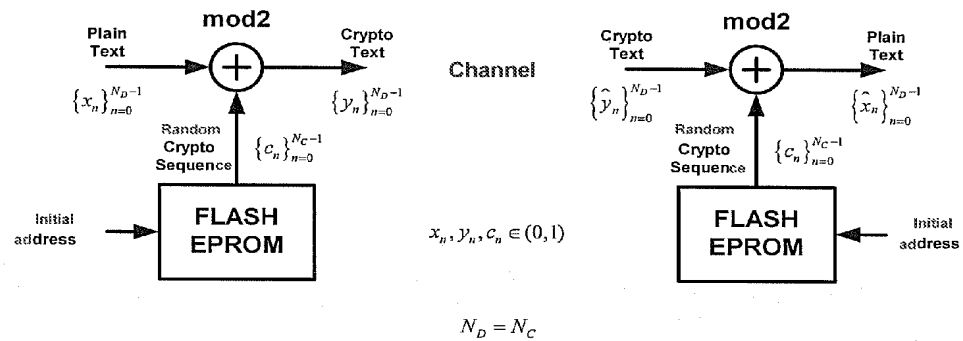 mod2
Plain
Text
Crypto
Text
{x_n}_{n=0}^{N_D-1}
{y_n}_{n=0}^{N_D-1}
Random
Crypto
Sequence
{c_n}_{n=0}^{N_C-1}
Initial
address
FLASH
EPROM
Channel
x_n, y_n, c_n ∈ (0,1)
N_D = N_C
mod2
Crypto
Text
Plain
Text
{ŷ_n}_{n=0}^{N_D-1}
{x̂_n}_{n=0}^{N_D-1}
Random
Crypto
Sequence
{c_n}_{n=0}^{N_C-1}
FLASH
EPROM
Initial
address